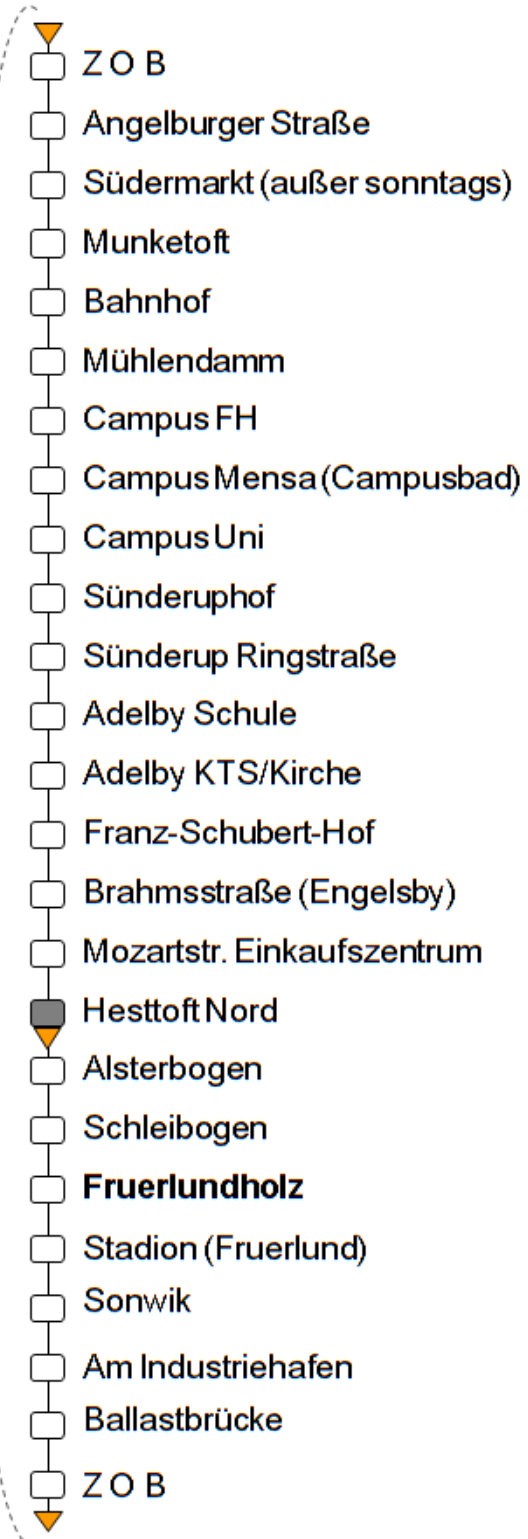 Z O B
Angelburger Straße
Südermarkt (außer sonntags)
Munketoft
Bahnhof
Mühlendamm
Campus FH
Campus Mensa (Campusbad)
Campus Uni
Sünderuphof
Sünderup Ringstraße
Adelby Schule
Adelby KTS/Kirche
Franz-Schubert-Hof
Brahmsstraße (Engelsby)
Mozartstr. Einkaufszentrum
Hesttoft Nord
Alsterbogen
Schleibogen
Fruerlundholz
Stadion (Fruerlund)
Sonwik
Am Industriehafen
Ballastbrücke
Z O B